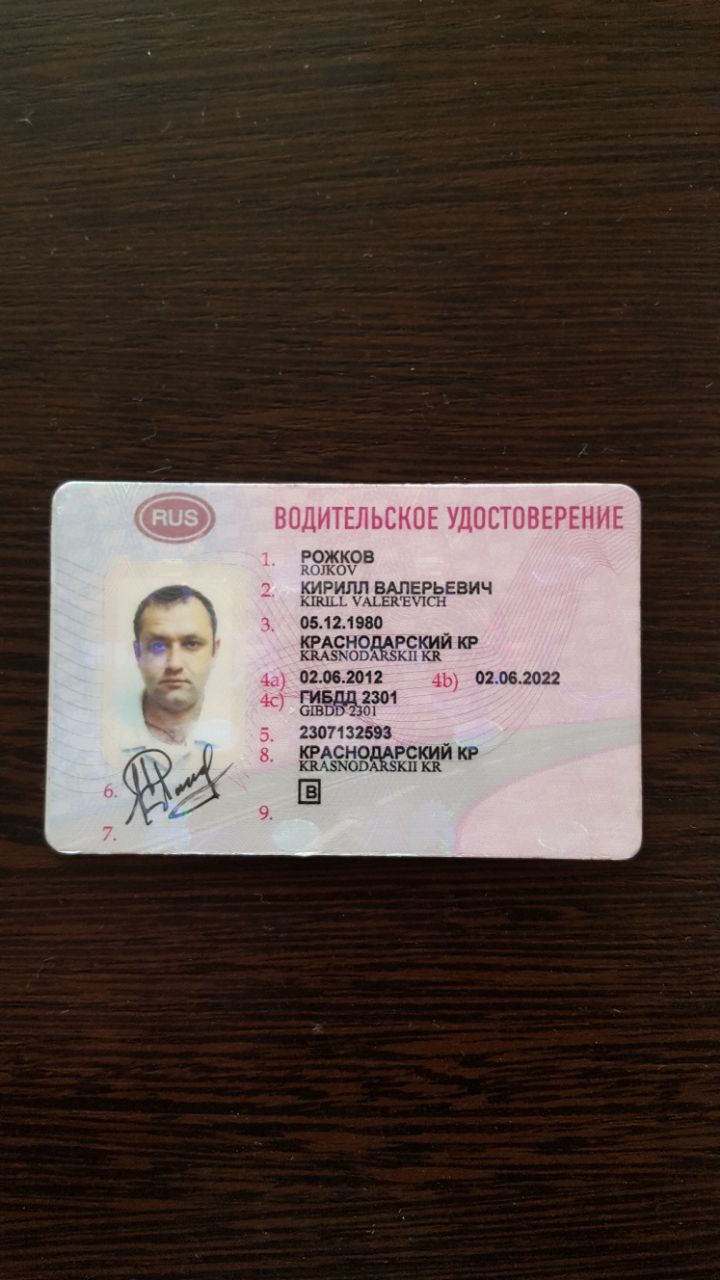 RUS
ВОДИТЕЛЬСКОЕ УДОСТОВЕРЕНИЕ
1. РОЖКОВ
ROJKOV
2. КИРИЛЛ ВАЛЕРЬЕВИЧ
KIRILL VALER'EVICH
3. 05.12.1980
КРАСНОДАРСКИЙ КР
KRASNODARSKII KR
4a) 02.06.2012 4b) 02.06.2022
4c) ГИБДД 2301
GIBDD 2301
5. 2307132593
8. КРАСНОДАРСКИЙ КР
KRASNODARSKII KR
6.
B
9.
7.